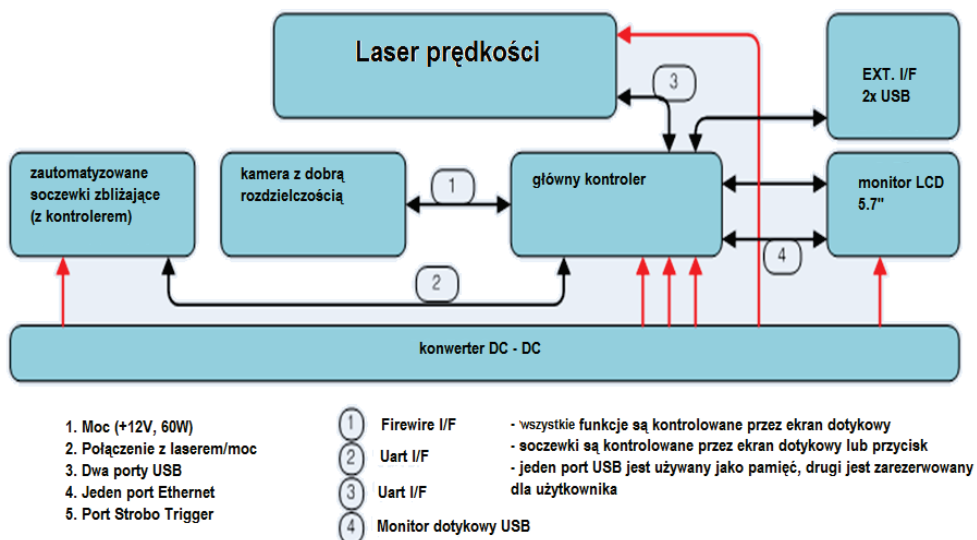 Laser prędkości
EXT. I/F
2x USB
3
zautomatyzowane
soczewki zbliżające
(z kontrolerem)
kamera z dobrą
rozdzielczością
1
główny kontroler
monitor LCD
5.7"
4
2
konwerter DC - DC
1. Moc (+12V, 60W)
2. Połączenie z laserem/moc
3. Dwa porty USB
4. Jeden port Ethernet
5. Port Strobo Trigger
1 Firewire I/F
2 Uart I/F
3 Uart I/F
4 Monitor dotykowy USB
- wszystkie funkcje są kontrolowane przez ekran dotykowy
- soczewki są kontrolowane przez ekran dotykowy lub przycisk
- jeden port USB jest używany jako pamięć, drugi jest zarezerwowany
dla użytkownika